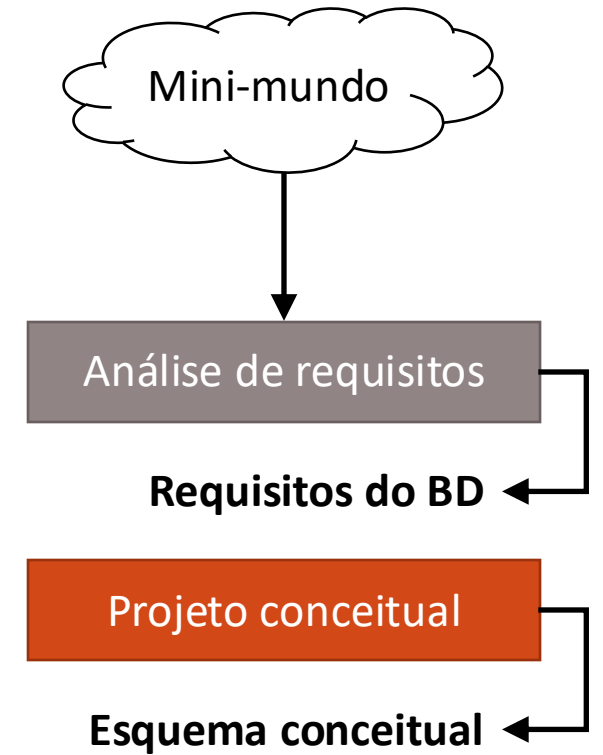 Mini-mundo
Análise de requisitos
Requisitos do BD
Projeto conceitual
Esquema conceitual